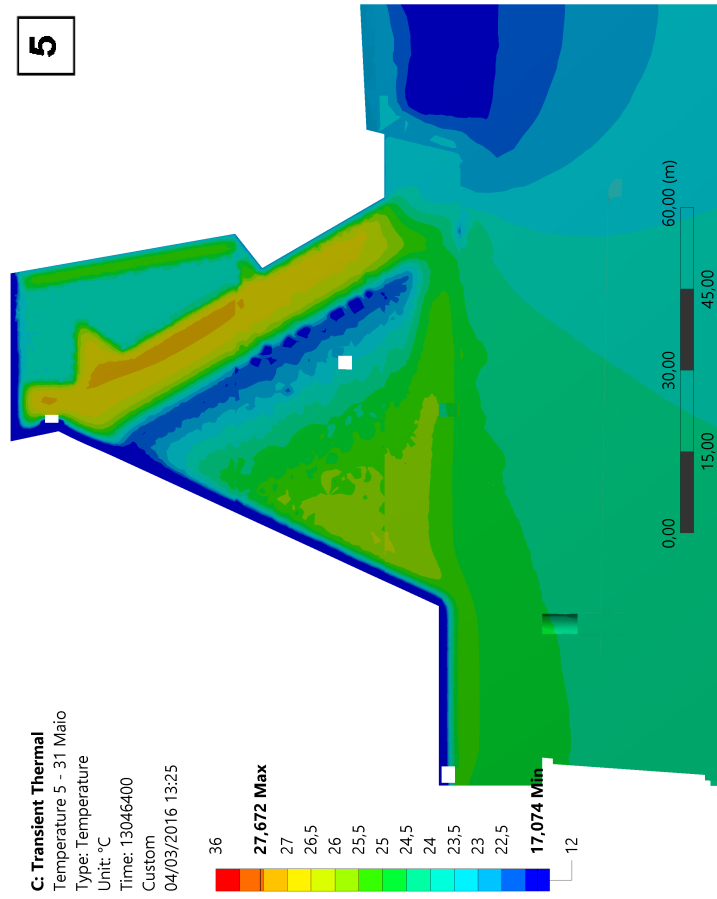 5
C: Transient Thermal
Temperature 5 - 31 Maio
Type: Temperature
Unit: °C
Time: 13046400
Custom
04/03/2016 13:25
36
27,672 Max
27
26,5
26
25,5
25
24,5
24
23,5
23
22,5
17,074 Min
12
0,00
15,00
30,00
45,00
60,00 (m)